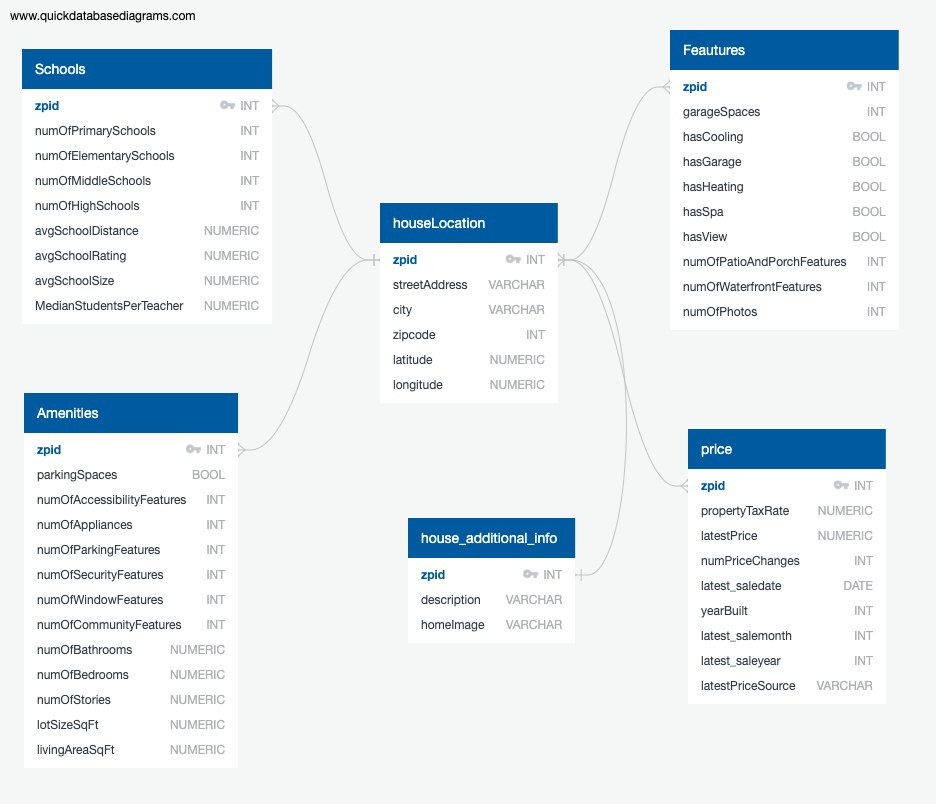 www.quickdatabasediagrams.com
Schools
zpid INT
numOfPrimarySchools INT
numOfElementarySchools INT
numOfMiddleSchools INT
numOfHighSchools INT
avgSchoolDistance NUMERIC
avgSchoolRating NUMERIC
avgSchoolSize NUMERIC
MedianStudentsPerTeacher NUMERIC
Feautures
zpid INT
garageSpaces INT
hasCooling BOOL
hasGarage BOOL
hasHeating BOOL
hasSpa BOOL
hasView BOOL
numOfPatioAndPorchFeatures INT
numOfWaterfrontFeatures INT
numOfPhotos INT
houseLocation
zpid INT
streetAddress VARCHAR
city VARCHAR
zipcode INT
latitude NUMERIC
longitude NUMERIC
Amenities
zpid INT
parkingSpaces BOOL
numOfAccessibilityFeatures INT
numOfAppliances INT
numOfParkingFeatures INT
numOfSecurityFeatures INT
numOfWindowFeatures INT
numOfCommunityFeatures INT
numOfBathrooms NUMERIC
numOfBedrooms NUMERIC
numOfStories NUMERIC
lotSizeSqFt NUMERIC
livingAreaSqFt NUMERIC
house_additional_info
zpid INT
description VARCHAR
homeImage VARCHAR
price
zpid INT
propertyTaxRate NUMERIC
latestPrice NUMERIC
numPriceChanges INT
latest_saledate DATE
yearBuilt INT
latest_salemonth INT
latest_saleyear INT
latestPriceSource VARCHAR